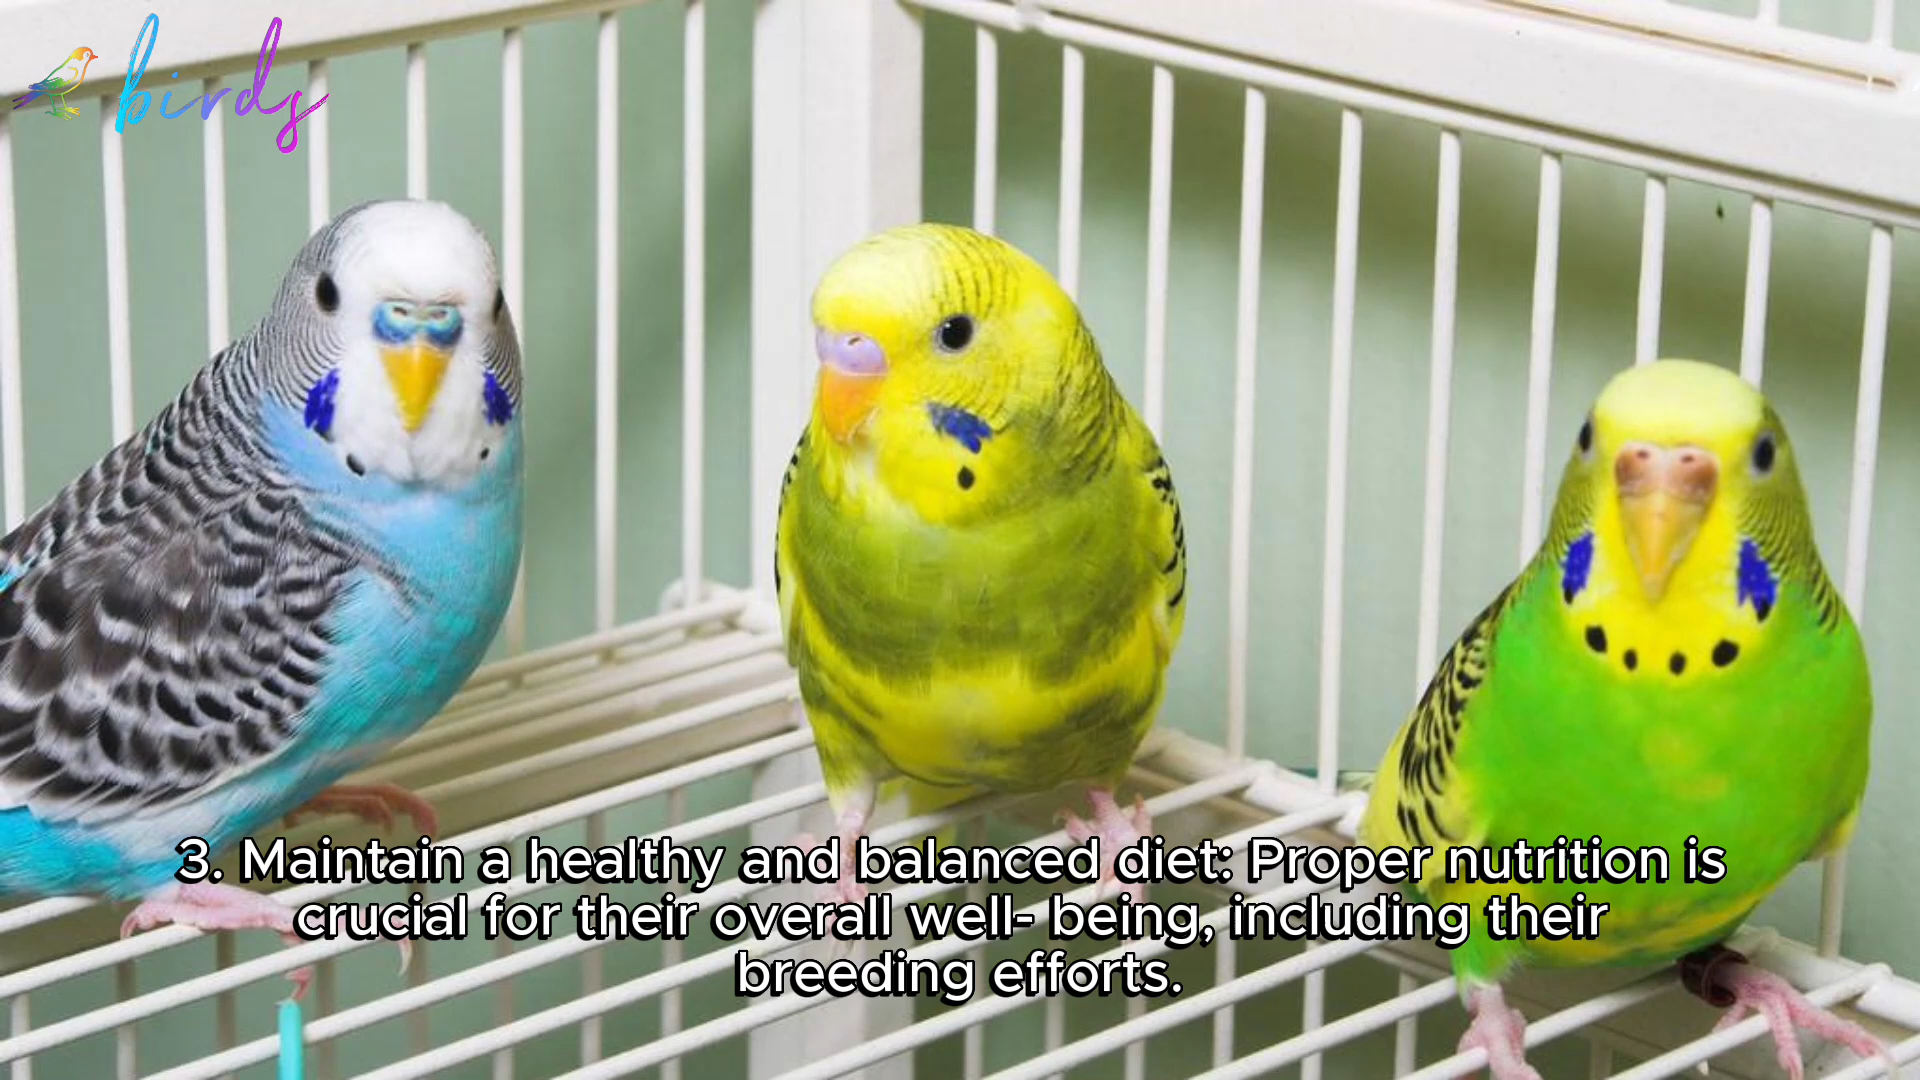 birds
3. Maintain a healthy and balanced diet: Proper nutrition is
crucial for their overall well- being, including their
breeding efforts.